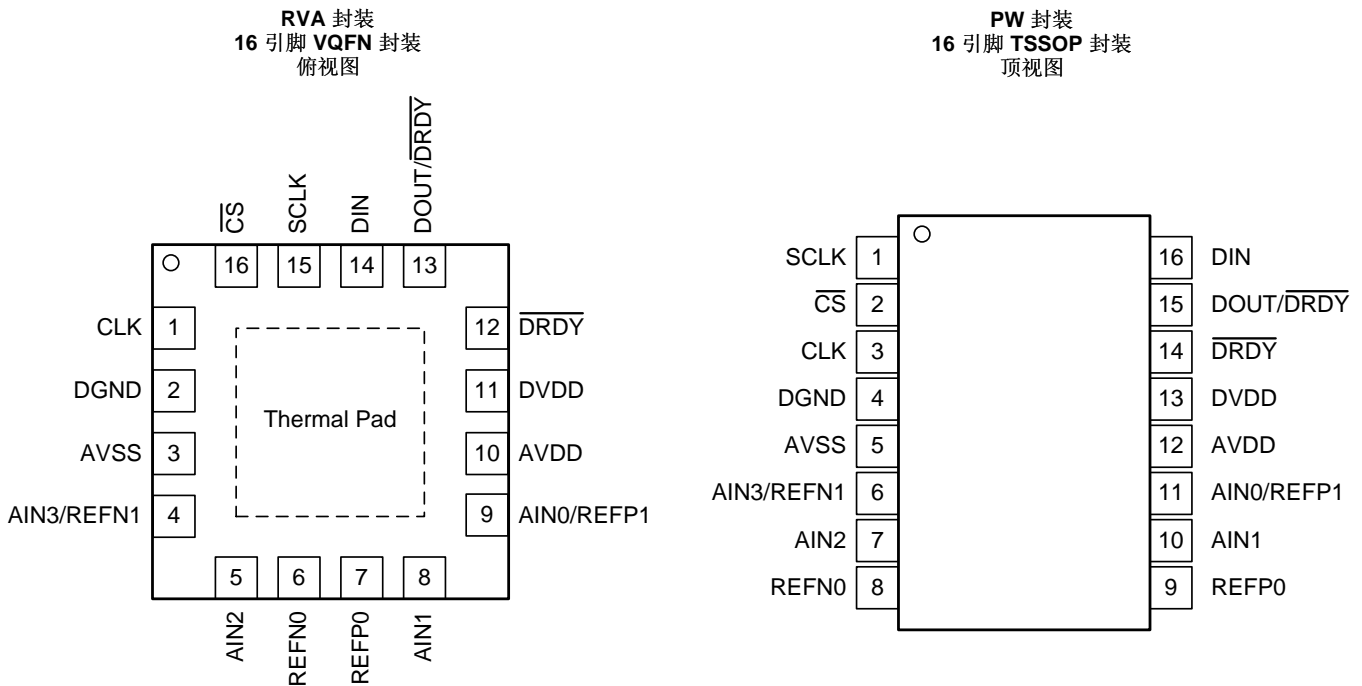 RVA 封装
16 引脚 VQFN 封装
俯视图
CS
SCLK
DIN
DOUT/DRDY
16
15
14
13
CLK 1
DGND 2
AVSS 3
AIN3/REFN1 4
Thermal Pad
12 DRDY
11 DVDD
10 AVDD
9 AIN0/REFP1
5
6
7
8
AIN2
REFN0
REFP0
AIN1
PW 封装
16 引脚 TSSOP 封装
顶视图
SCLK 1
CS 2
CLK 3
DGND 4
AVSS 5
AIN3/REFN1 6
AIN2 7
REFN0 8
16 DIN
15 DOUT/DRDY
14 DRDY
13 DVDD
12 AVDD
11 AIN0/REFP1
10 AIN1
9 REFP0